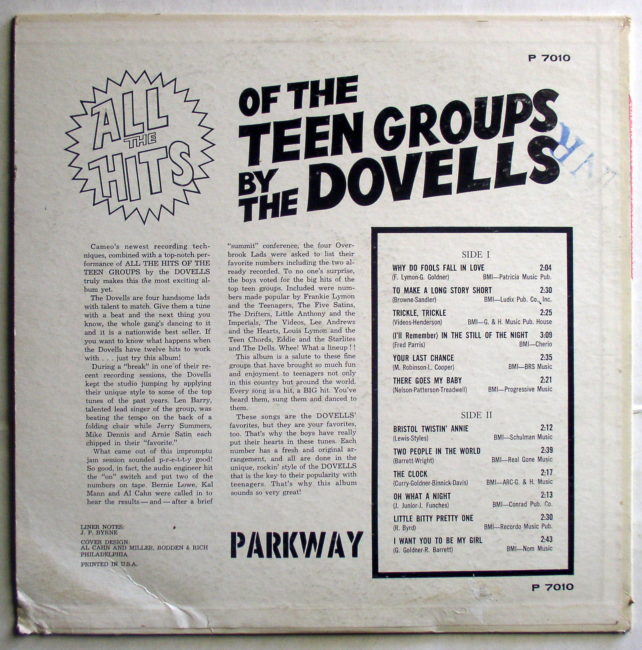 P 7010
ALL
THE
HITS
OF THE
TEEN GROUPS
BY
THE DOVELLS
Cameo's newest recording tech-
niques, combined with a top-notch per-
formance of ALL THE HITS OF THE
TEEN GROUPS by the DOVELLS
truly makes this the most exciting al-
bum yet.
The Dovells are four handsome lads
with talent to match. Give them a tune
with a beat and the next thing you
know, the whole gang's dancing to it
and it is a nationwide best seller. If
you want to know what happens when
the Dovells have twelve hits to work
with . . . just try this album!
During a "break" in one of their re-
cent recording sessions, the Dovells
kept the studio jumping by applying
their unique style to some of the top
tunes of the past years. Len Barry,
talented lead singer of the group, was
beating the tempo on the back of a
folding chair while Jerry Summers,
Mike Dennis and Arnie Satin each
chipped in their "favorite."
What came out of this impromptu
jam session sounded p-r-e-t-t-y good!
So good, in fact, the audio engineer hit
the "on" switch and put two of the
numbers on tape. Bernie Lowe, Kal
Mann and Al Cahn were called in to
hear the results — and — after a brief
"summit" conference, the four Over-
brook Lads were asked to list their
favorite numbers including the two al-
ready recorded. To no one's surprise,
the boys voted for the big hits of the
top teen groups. Included were num-
bers made popular by Frankie Lymon
and the Teenagers, The Five Satins,
The Drifters, Little Anthony and the
Imperials, The Videos, Lee Andrews
and the Hearts, Louis Lymon and the
Teen Chords, Eddie and the Starlites
and The Dells. Whee! What a lineup!!
This album is a salute to these fine
groups that have brought so much fun
and enjoyment to teenagers not only
in this country but around the world.
Every song is a hit, a BIG hit. You've
heard them, sung them and danced to
them.
These songs are the DOVELLS'
favorites, but they are your favorites,
too. That's why the boys have really
put their hearts in these tunes. Each
number has a fresh and original ar-
rangement, and all are done in the
unique, rockin' style of the DOVELLS
that is the key to their popularity with
teenagers. That's why this album
sounds so very great!
SIDE I
WHY DO FOOLS FALL IN LOVE 2:04
(F. Lymon-G. Goldner) BMI—Patricia Music Pub.
TO MAKE A LONG STORY SHORT 2:30
(Browne-Sandler) BMI—Ludix Pub. Co., Inc.
TRICKLE, TRICKLE 2:25
(Videos-Henderson) BMI—G. & H. Music Pub. House
(I'll Remember) IN THE STILL OF THE NIGHT 3:09
(Fred Parris) BMI—Cherio
YOUR LAST CHANCE 2:35
(M. Robinson-L. Cooper) BMI—BRS Music
THERE GOES MY BABY 2:21
(Nelson-Patterson-Treadwell) BMI—Progressive Music
SIDE II
BRISTOL TWISTIN' ANNIE 2:12
(Lewis-Styles) BMI—Schulman Music
TWO PEOPLE IN THE WORLD 2:39
(Barrett-Wright) BMI—Real Gone Music
THE CLOCK 2:17
(Curry-Goldner-Binnick-Davis) BMI—ABC-G. & H. Music
OH WHAT A NIGHT 2:13
(J. Junior-J. Funches) BMI—Conrad Pub. Co.
LITTLE BITTY PRETTY ONE 2:30
(R. Byrd) BMI—Recordo Music Pub.
I WANT YOU TO BE MY GIRL 2:43
(G. Goldner-R. Barrett) BMI—Nom Music
LINER NOTES:
J. P. BYRNE
COVER DESIGN:
AL CAHN AND MILLER, BODDEN & RICH
PHILADELPHIA
PRINTED IN U.S.A.
PARKWAY
P 7010